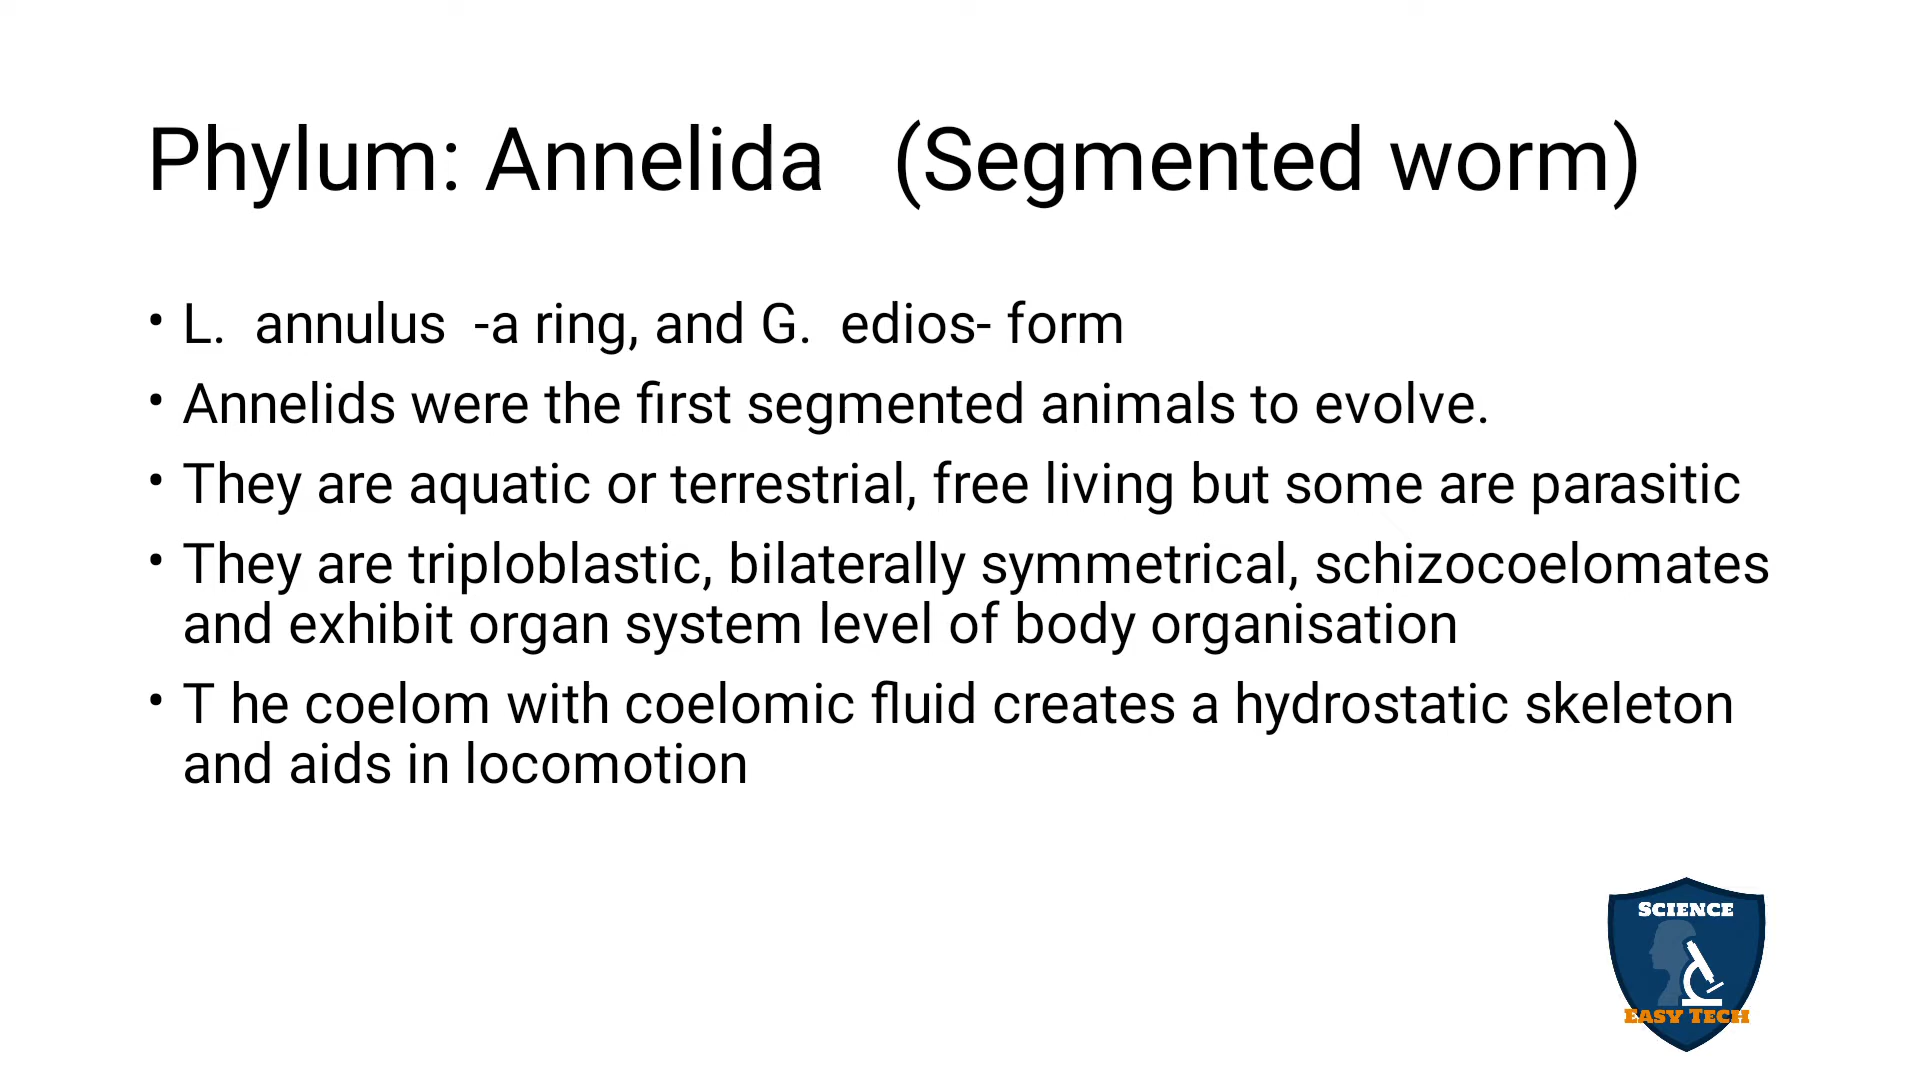 Phylum: Annelida (Segmented worm)
• L. annulus -a ring, and G. edios- form
• Annelids were the first segmented animals to evolve.
• They are aquatic or terrestrial, free living but some are parasitic
• They are triploblastic, bilaterally symmetrical, schizocoelomates
and exhibit organ system level of body organisation
• T he coelom with coelomic fluid creates a hydrostatic skeleton
and aids in locomotion
SCIENCE
EASY TECH